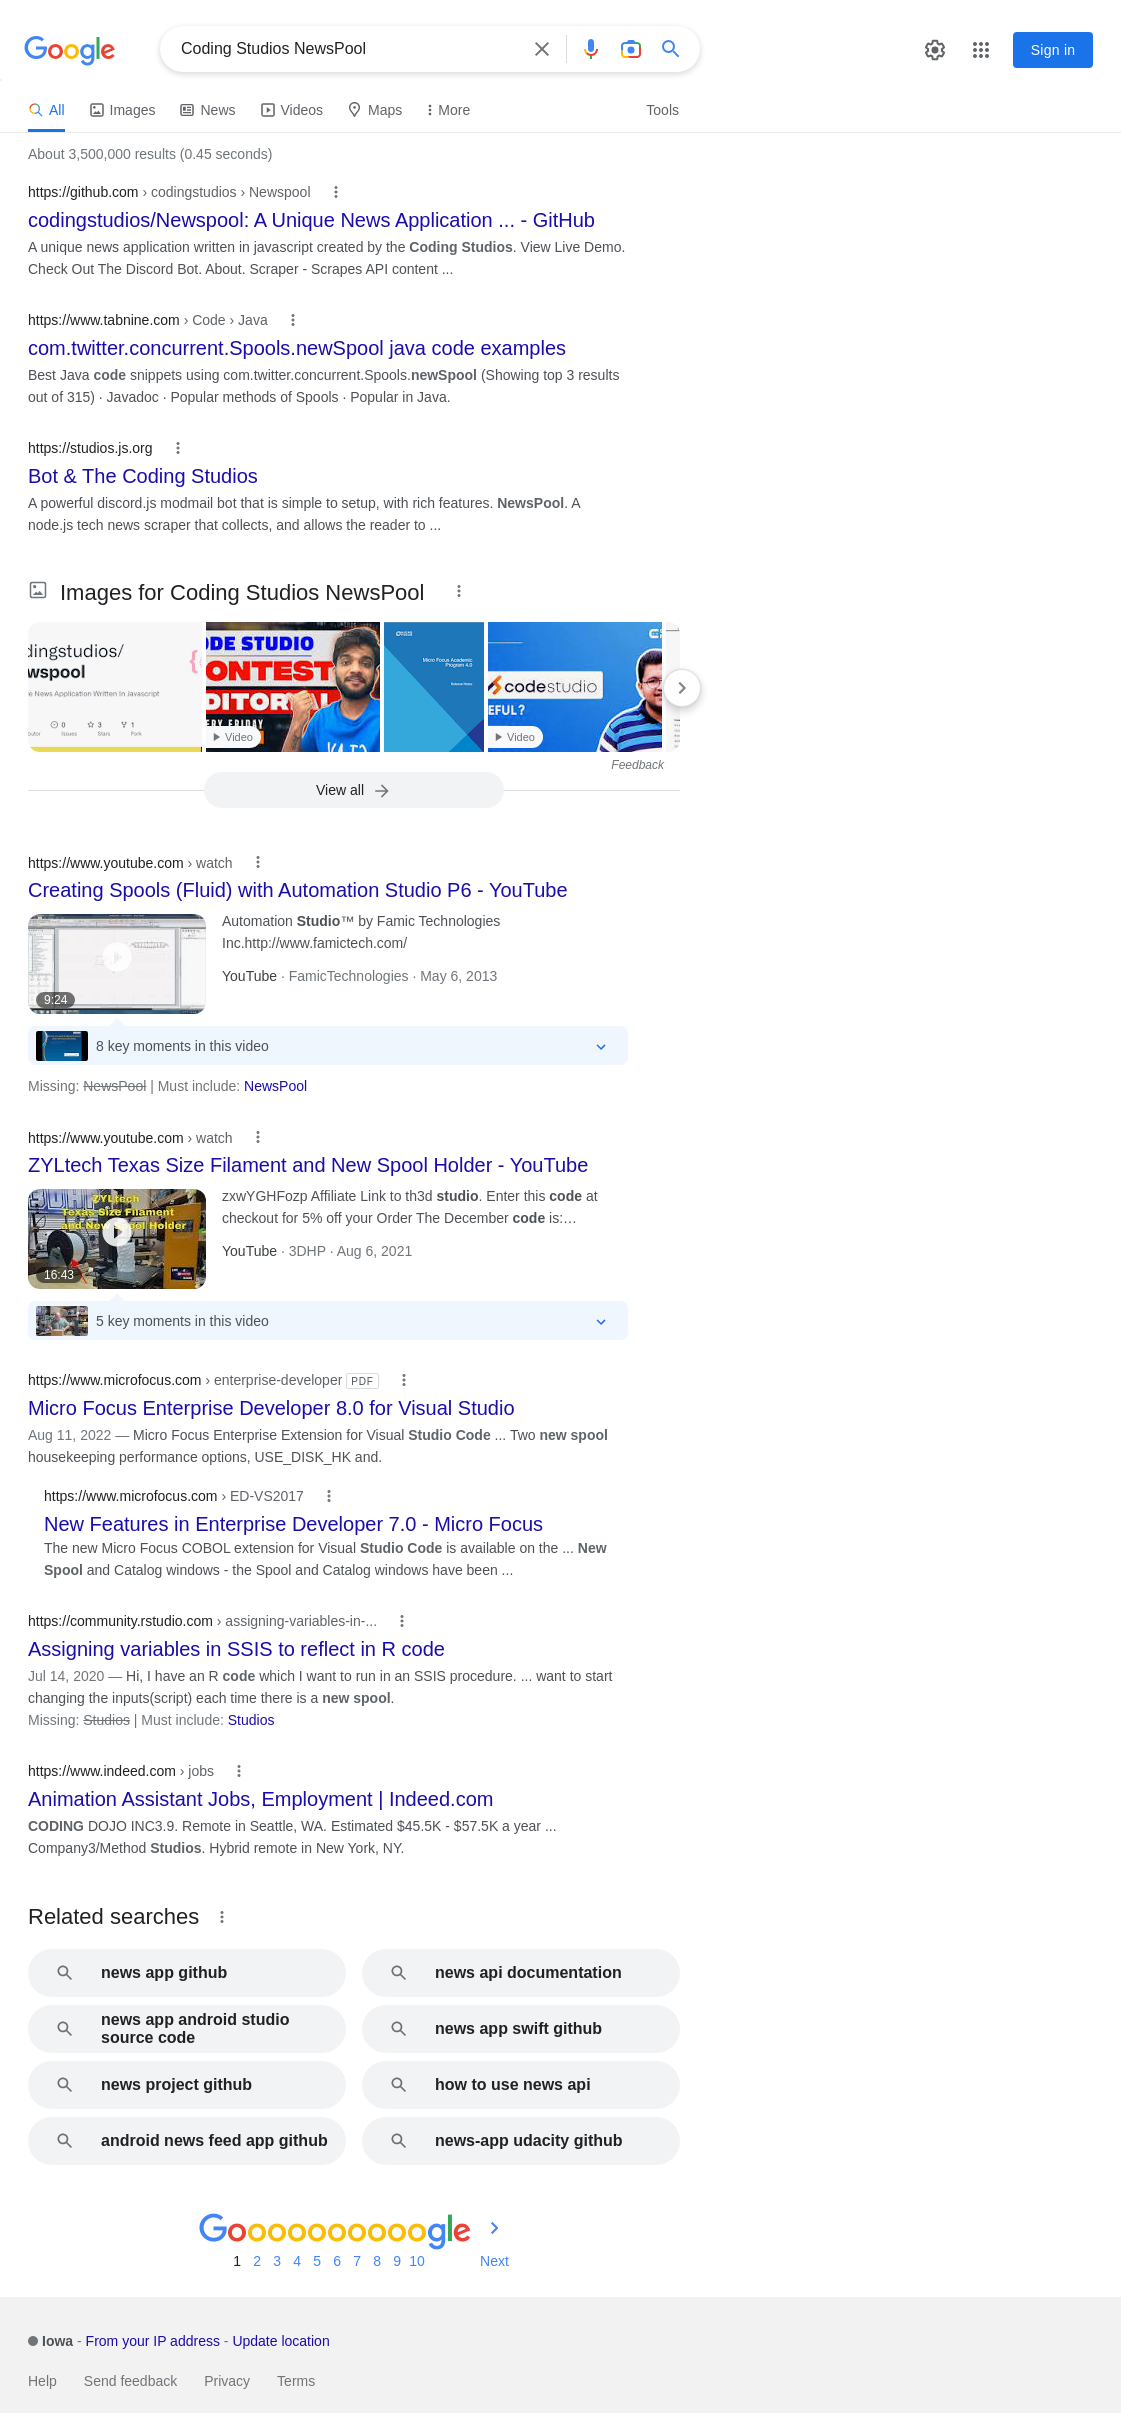 Google
Coding Studios NewsPool
Sign in
All Images News Videos Maps More Tools
About 3,500,000 results (0.45 seconds)
https://github.com › codingstudios › Newspool
codingstudios/Newspool: A Unique News Application ... - GitHub
A unique news application written in javascript created by the Coding Studios. View Live Demo.
Check Out The Discord Bot. About. Scraper - Scrapes API content ...
https://www.tabnine.com › Code › Java
com.twitter.concurrent.Spools.newSpool java code examples
Best Java code snippets using com.twitter.concurrent.Spools.newSpool (Showing top 3 results
out of 315) · Javadoc · Popular methods of Spools · Popular in Java.
https://studios.js.org
Bot & The Coding Studios
A powerful discord.js modmail bot that is simple to setup, with rich features. NewsPool. A
node.js tech news scraper that collects, and allows the reader to ...
Images for Coding Studios NewsPool
dingstudios/
wspool
e News Application Written In Javascript
0 3 1
Issues Stars Fork
ODE STUDIO
ONTEST
DITORIAL
ERY FRIDAY
Video
Micro Focus Academic
Program 4.0
Release Notes
codestudio
EFUL?
Video
Feedback
View all
https://www.youtube.com › watch
Creating Spools (Fluid) with Automation Studio P6 - YouTube
Automation Studio™ by Famic Technologies
Inc.http://www.famictech.com/
YouTube · FamicTechnologies · May 6, 2013
9:24
8 key moments in this video
Missing: NewsPool | Must include: NewsPool
https://www.youtube.com › watch
ZYLtech Texas Size Filament and New Spool Holder - YouTube
ZYLtech
Texas Size Filament
and New Spool Holder
16:43
zxwYGHFozp Affiliate Link to th3d studio. Enter this code at
checkout for 5% off your Order The December code is:…
YouTube · 3DHP · Aug 6, 2021
5 key moments in this video
https://www.microfocus.com › enterprise-developer PDF
Micro Focus Enterprise Developer 8.0 for Visual Studio
Aug 11, 2022 — Micro Focus Enterprise Extension for Visual Studio Code ... Two new spool
housekeeping performance options, USE_DISK_HK and.
https://www.microfocus.com › ED-VS2017
New Features in Enterprise Developer 7.0 - Micro Focus
The new Micro Focus COBOL extension for Visual Studio Code is available on the ... New
Spool and Catalog windows - the Spool and Catalog windows have been ...
https://community.rstudio.com › assigning-variables-in-...
Assigning variables in SSIS to reflect in R code
Jul 14, 2020 — Hi, I have an R code which I want to run in an SSIS procedure. ... want to start
changing the inputs(script) each time there is a new spool.
Missing: Studios | Must include: Studios
https://www.indeed.com › jobs
Animation Assistant Jobs, Employment | Indeed.com
CODING DOJO INC3.9. Remote in Seattle, WA. Estimated $45.5K - $57.5K a year ...
Company3/Method Studios. Hybrid remote in New York, NY.
Related searches
news app github
news api documentation
news app android studio
source code
news app swift github
news project github
how to use news api
android news feed app github
news-app udacity github
Goooooooooogle
1 2 3 4 5 6 7 8 9 10 Next
Iowa - From your IP address - Update location
Help Send feedback Privacy Terms